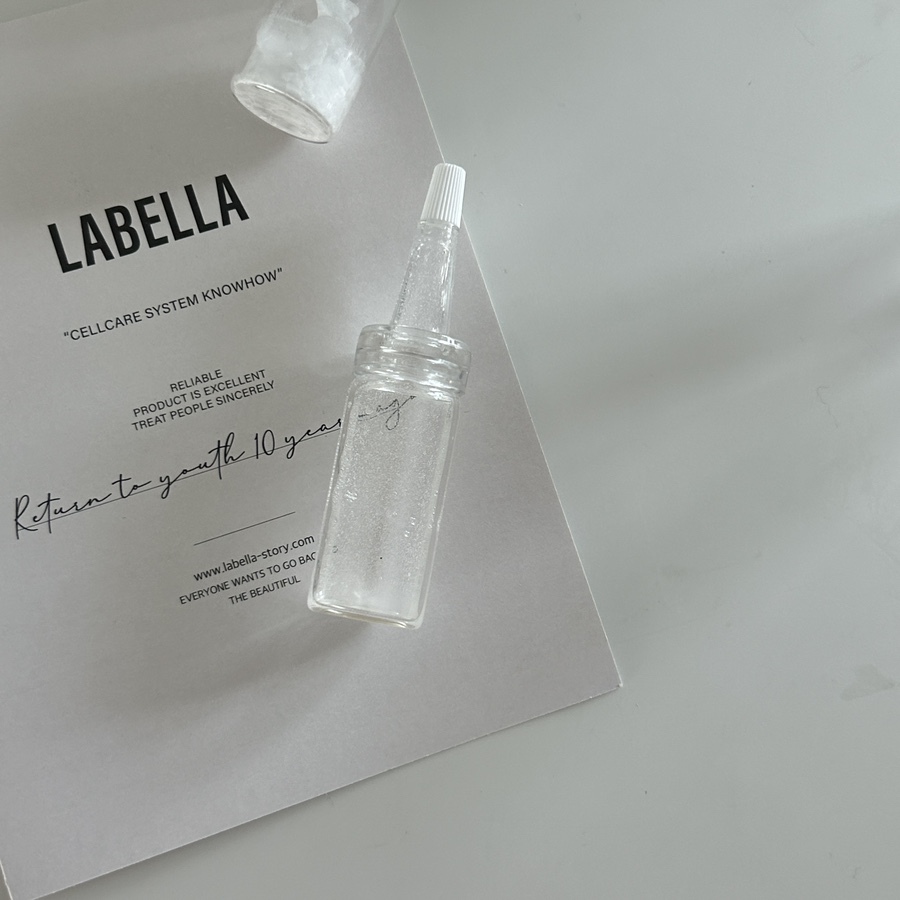 LABELLA
"CELLCARE SYSTEM KNOWHOW"
RELIABLE
PRODUCT IS EXCELLENT
TREAT PEOPLE SINCERELY
Return to youth 10 years ago
www.labella-story.com
EVERYONE WANTS TO GO BAC
THE BEAUTIFUL